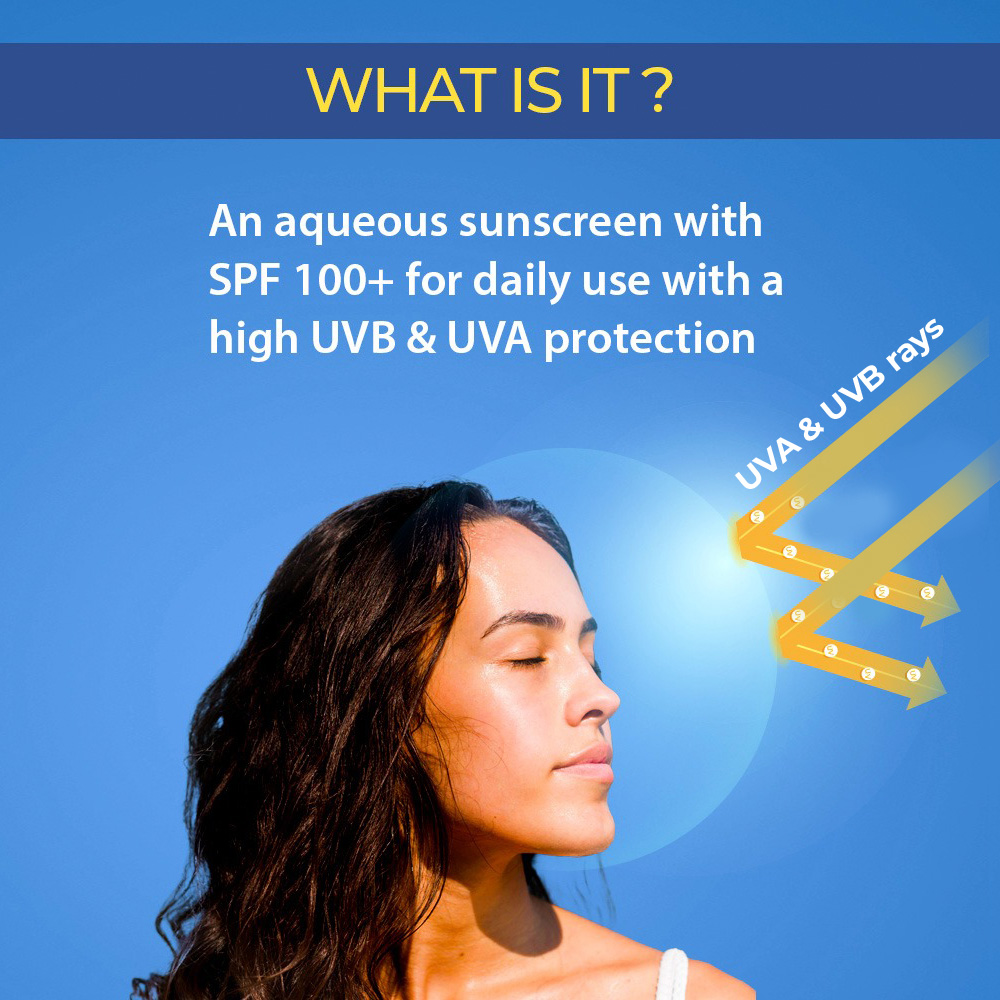 WHAT IS IT ?
An aqueous sunscreen with
SPF 100+ for daily use with a
high UVB & UVA protection
UVA & UVB rays